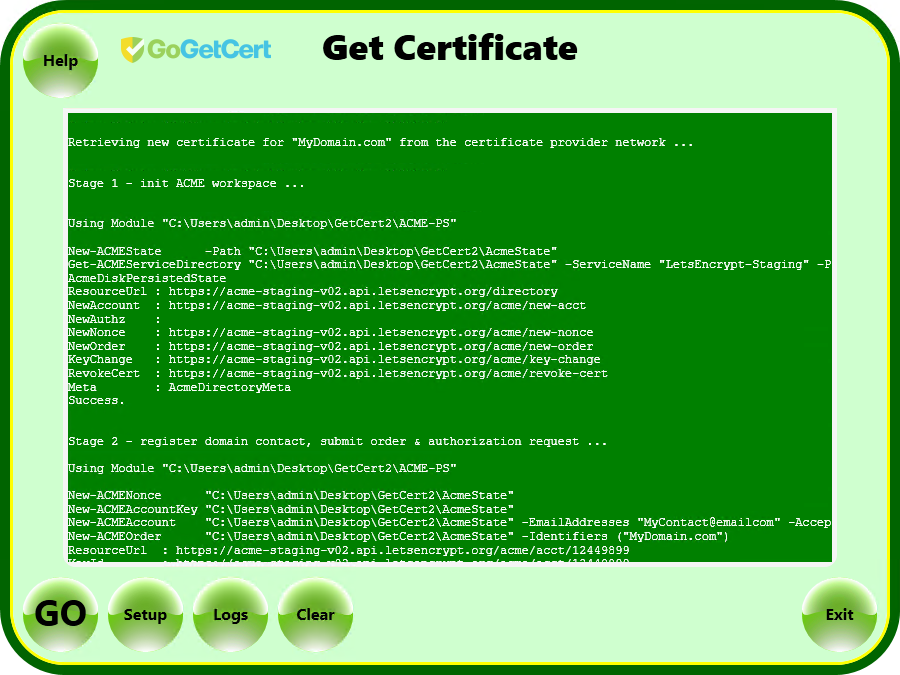 Help
GoGetCert
Get Certificate
Retrieving new certificate for "MyDomain.com" from the certificate provider network ...
Stage 1 - init ACME workspace ...
Using Module "C:\Users\admin\Desktop\GetCert2\ACME-PS"
New-ACMEState      -Path "C:\Users\admin\Desktop\GetCert2\AcmeState"
Get-ACMEServiceDirectory "C:\Users\admin\Desktop\GetCert2\AcmeState" -ServiceName "LetsEncrypt-Staging" -P
AcmeDiskPersistedState
ResourceUrl : https://acme-staging-v02.api.letsencrypt.org/directory
NewAccount  : https://acme-staging-v02.api.letsencrypt.org/acme/new-acct
NewAuthz    :
NewNonce    : https://acme-staging-v02.api.letsencrypt.org/acme/new-nonce
NewOrder    : https://acme-staging-v02.api.letsencrypt.org/acme/new-order
KeyChange   : https://acme-staging-v02.api.letsencrypt.org/acme/key-change
RevokeCert  : https://acme-staging-v02.api.letsencrypt.org/acme/revoke-cert
Meta        : AcmeDirectoryMeta
Success.
Stage 2 - register domain contact, submit order & authorization request ...
Using Module "C:\Users\admin\Desktop\GetCert2\ACME-PS"
New-ACMENonce      "C:\Users\admin\Desktop\GetCert2\AcmeState"
New-ACMEAccountKey "C:\Users\admin\Desktop\GetCert2\AcmeState"
New-ACMEAccount    "C:\Users\admin\Desktop\GetCert2\AcmeState" -EmailAddresses "MyContact@emailcom" -Accep
New-ACMEOrder      "C:\Users\admin\Desktop\GetCert2\AcmeState" -Identifiers ("MyDomain.com")
ResourceUrl  : https://acme-staging-v02.api.letsencrypt.org/acme/acct/12449899
GO
Setup
Logs
Clear
Exit